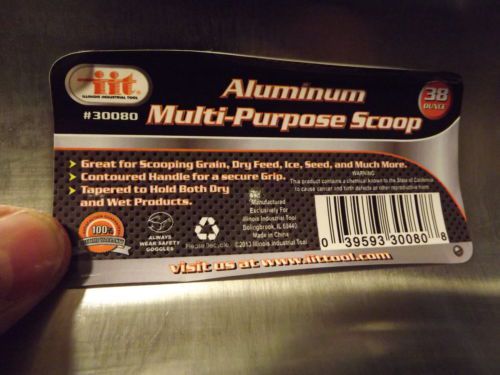 iit
ILLINOIS INDUSTRIAL TOOL
#30080
Aluminum
Multi-Purpose Scoop
38
OUNCE
Great for Scooping Grain, Dry Feed, Ice, Seed, and Much More.
Contoured Handle for a secure Grip.
Tapered to Hold Both Dry
and Wet Products.
WARNING
This product contains a chemical known to the State of California
to cause cancer and birth defects or other reproductive harm.
100%
ALWAYS
WEAR SAFETY
GOGGLES
Please Recycle.
Manufactured
Exclusively For
Illinois Industrial Tool
Bolingbrook, IL 60440
Made in China
©2013 Illinois Industrial Tool
0 39593 30080 8
visit us at www.iittool.com